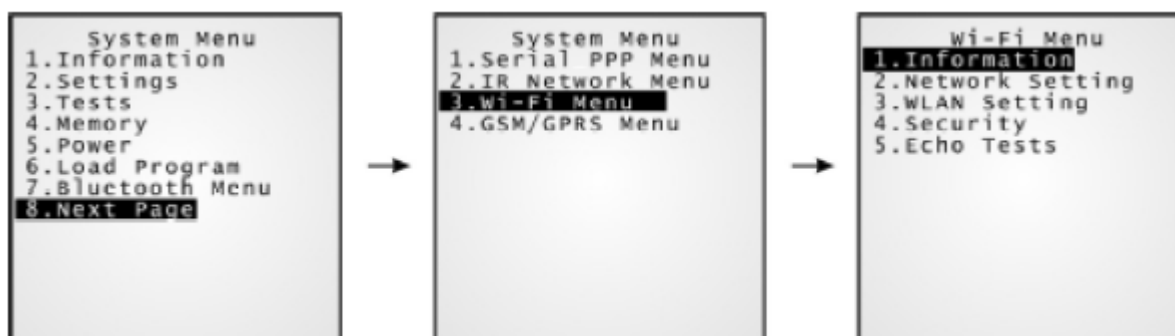 System Menu
1.Information
2.Settings
3.Tests
4.Memory
5.Power
6.Load Program
7.Bluetooth Menu
8.Next Page
System Menu
1.Serial PPP Menu
2.IR Network Menu
3.Wi-Fi Menu
4.GSM/GPRS Menu
Wi-Fi Menu
1.Information
2.Network Setting
3.WLAN Setting
4.Security
5.Echo Tests